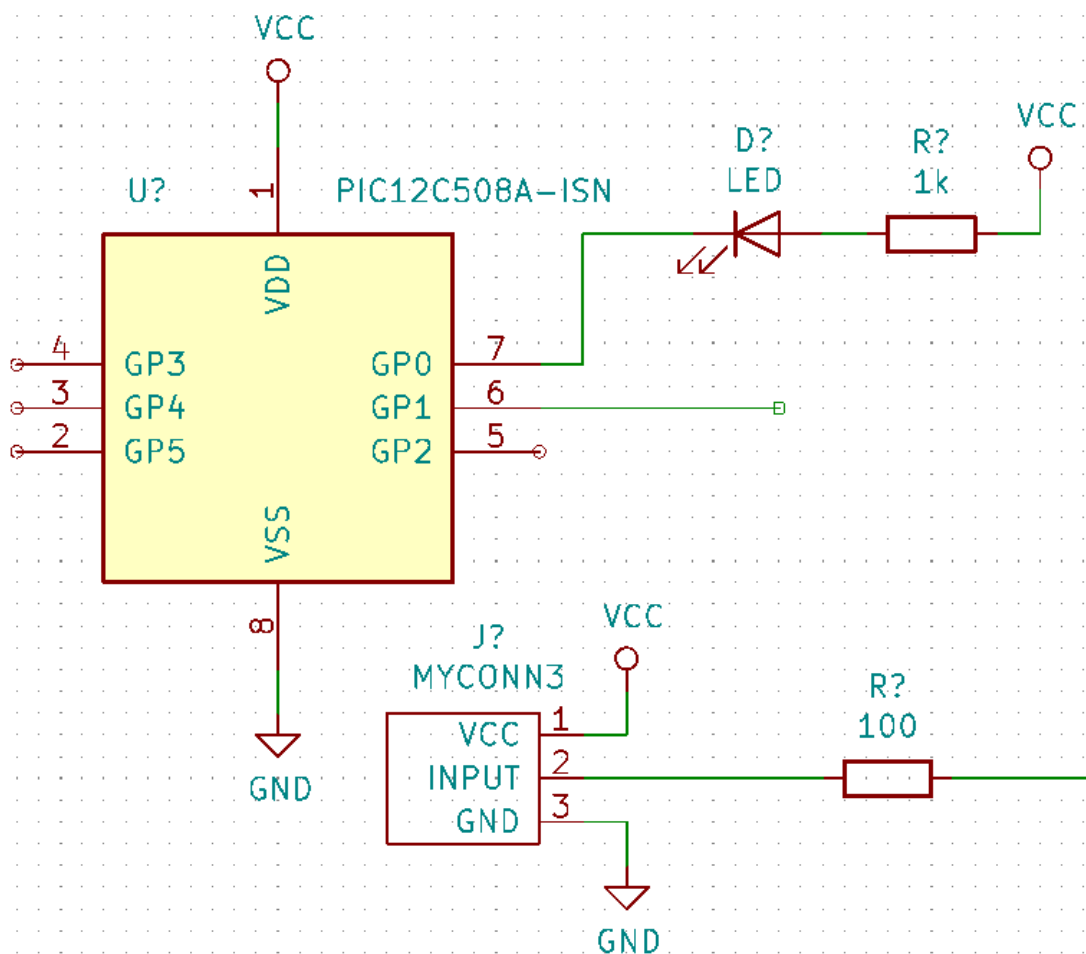 VCC
U?
1
PIC12C508A-ISN
D?
LED
R?
1k
VCC
VDD
4
GP3
GP0
7
3
GP4
GP1
6
2
GP5
GP2
5
VSS
8
GND
J?
MYCONN3
VCC
VCC
1
INPUT
2
GND
3
GND
R?
100